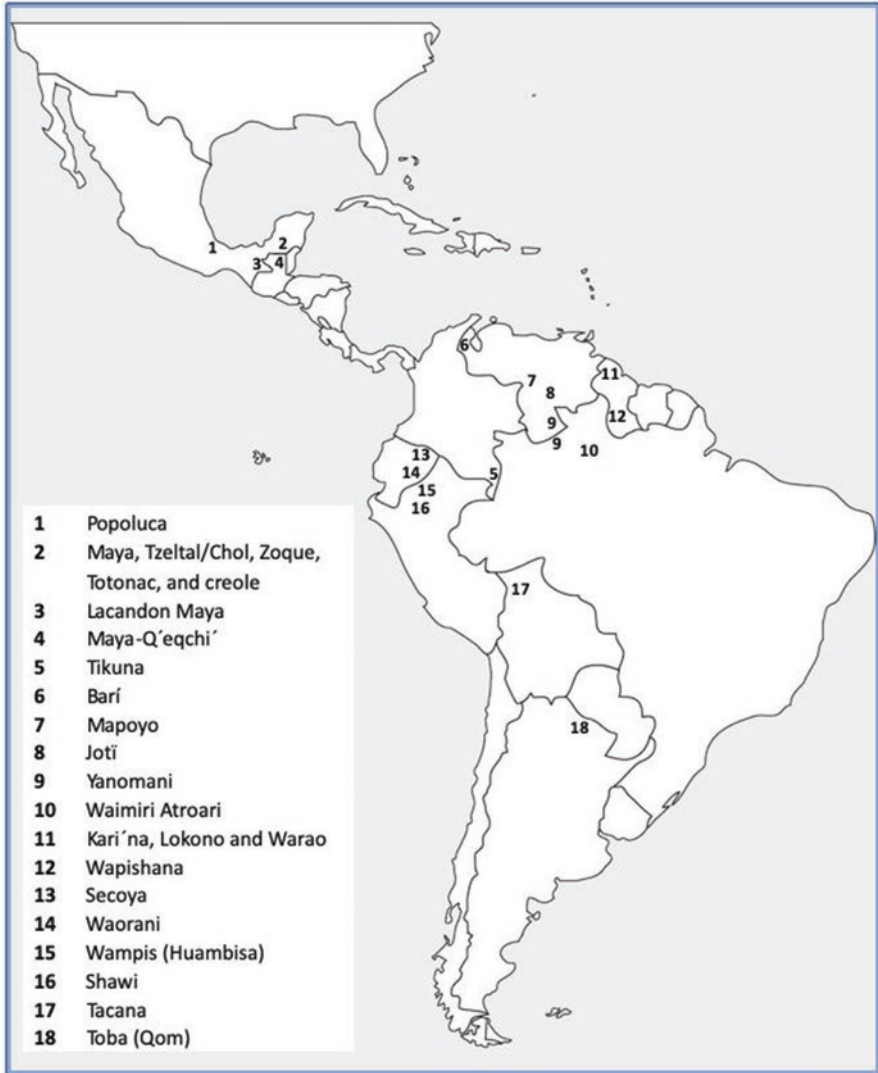 1
2
3
4
6
7
8
11
9
12
9
10
13
5
14
15
16
17
18
1 Popoluca
2 Maya, Tzeltal/Chol, Zoque,
Totonac, and creole
3 Lacandon Maya
4 Maya-Q´eqchi´
5 Tikuna
6 Barí
7 Mapoyo
8 Jotï
9 Yanomani
10 Waimiri Atroari
11 Kari´na, Lokono and Warao
12 Wapishana
13 Secoya
14 Waorani
15 Wampis (Huambisa)
16 Shawi
17 Tacana
18 Toba (Qom)